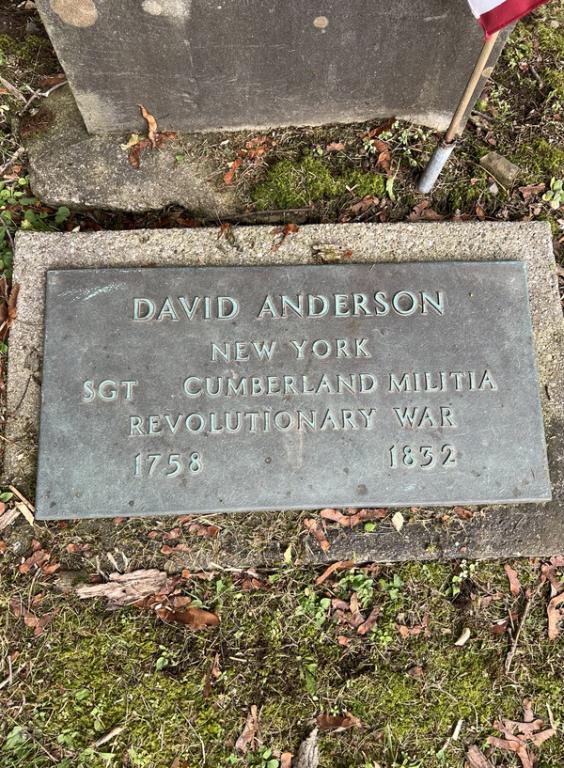 DAVID ANDERSON
NEW YORK
SGT CUMBERLAND MILITIA
REVOLUTIONARY WAR
1758 1832